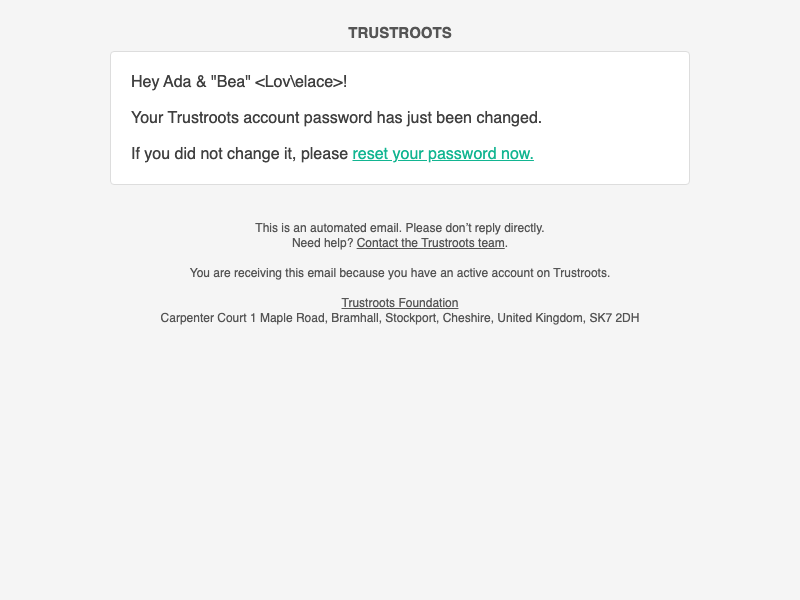 TRUSTROOTS
Hey Ada & "Bea" <Lov\elace>!
Your Trustroots account password has just been changed.
If you did not change it, please reset your password now.
This is an automated email. Please don’t reply directly.
Need help? Contact the Trustroots team.
You are receiving this email because you have an active account on Trustroots.
Trustroots Foundation
Carpenter Court 1 Maple Road, Bramhall, Stockport, Cheshire, United Kingdom, SK7 2DH